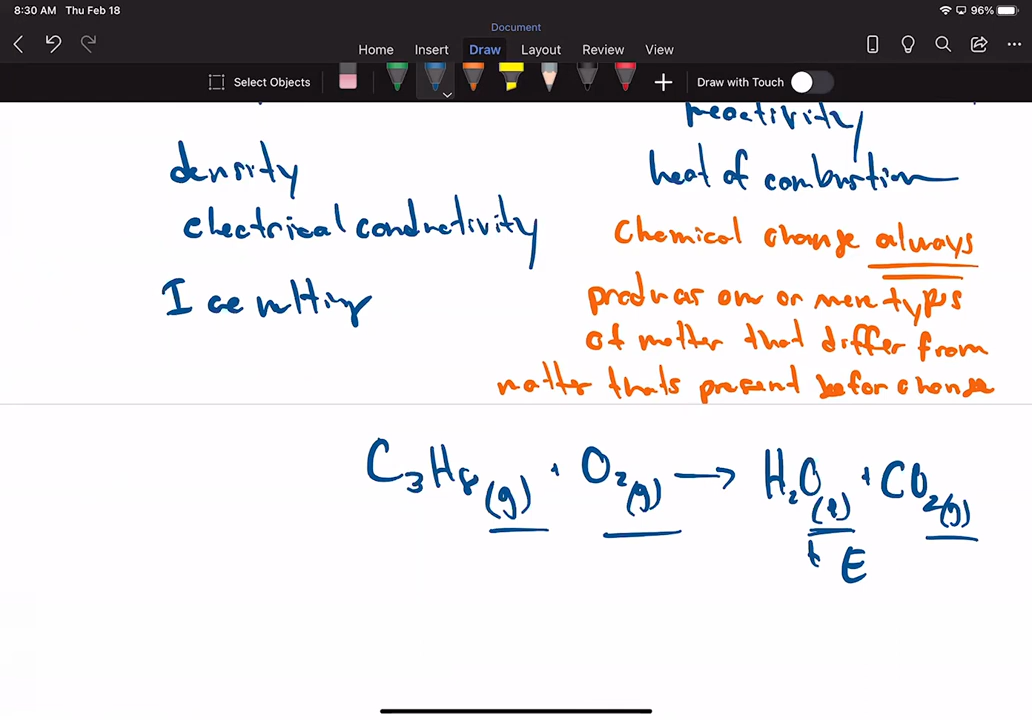 8:30 AM Thu Feb 18
96%
Document
Home Insert Draw Layout Review View
Select Objects
Draw with Touch
reactivity
density
heat of combustion
electrical conductivity
Chemical change always
Ice melting
produces one or more types
of matter that differ from
matter thats present before change
C3H8(g) + O2(g) → H2O(l) + CO2(g)
+ E